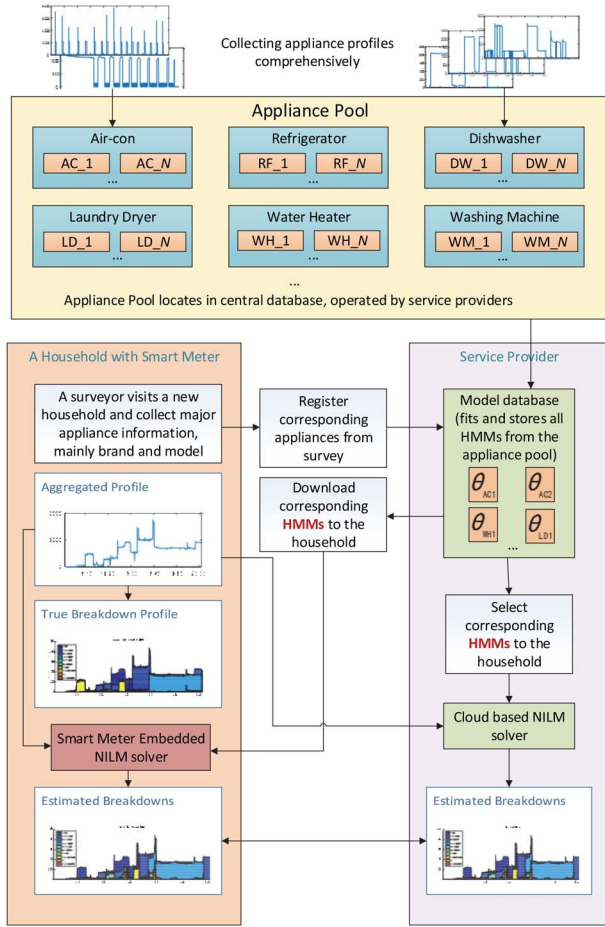 Collecting appliance profiles
comprehensively
Appliance Pool
Air-con
AC_1 AC_N
...
Refrigerator
RF_1 RF_N
...
Dishwasher
DW_1 DW_N
...
Laundry Dryer
LD_1 LD_N
...
Water Heater
WH_1 WH_N
...
Washing Machine
WM_1 WM_N
...
...
Appliance Pool locates in central database, operated by service providers
A Household with Smart Meter
Service Provider
A surveyor visits a new
household and collect major
appliance information,
mainly brand and model
Register
corresponding
appliances from
survey
Model database
(fits and stores all
HMMs from the
appliance pool)
θ AC1 θ AC2
θ WH1 θ LD1
...
Download
corresponding
HMMs to the
household
Aggregated Profile
True Breakdown Profile
Select
corresponding
HMMs to the
household
Smart Meter Embedded
NILM solver
Cloud based NILM
solver
Estimated Breakdowns
Estimated Breakdowns